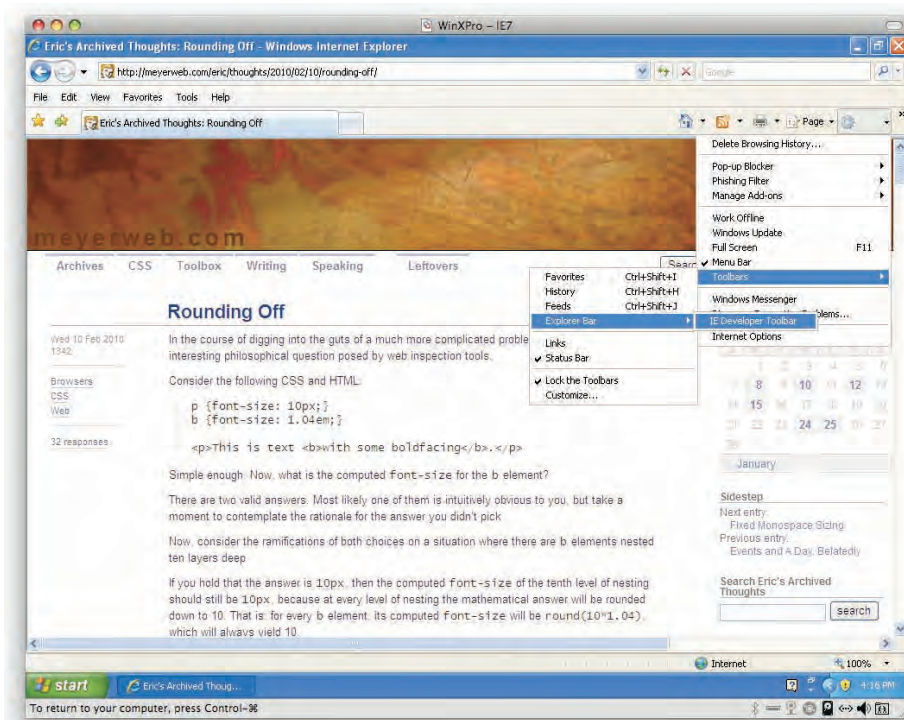 WinXPro – IE7
Eric's Archived Thoughts: Rounding Off - Windows Internet Explorer
http://meyerweb.com/eric/thoughts/2010/02/10/rounding-off/
Google
File Edit View Favorites Tools Help
Eric's Archived Thoughts: Rounding Off
Page
Delete Browsing History...
Pop-up Blocker
Phishing Filter
Manage Add-ons
Work Offline
Windows Update
Full Screen F11
Menu Bar
Toolbars
Windows Messenger
Internet Options
meyerweb.com
Archives CSS Toolbox Writing Speaking Leftovers
Favorites Ctrl+Shift+I
History Ctrl+Shift+H
Feeds Ctrl+Shift+J
Explorer Bar
IE Developer Toolbar
Links
Status Bar
Lock the Toolbars
Customize...
Rounding Off
Wed 10 Feb 2010
1342
Browsers
CSS
Web
32 responses
In the course of digging into the guts of a much more complicated
interesting philosophical question posed by web inspection tools.
Consider the following CSS and HTML:
p {font-size: 10px;}
b {font-size: 1.04em;}
<p>This is text <b>with some boldfacing</b>.</p>
Simple enough. Now, what is the computed font-size for the b element?
There are two valid answers. Most likely one of them is intuitively obvious to you, but take a
moment to contemplate the rationale for the answer you didn't pick.
Now, consider the ramifications of both choices on a situation where there are b elements nested
ten layers deep.
If you hold that the answer is 10px, then the computed font-size of the tenth level of nesting
should still be 10px, because at every level of nesting the mathematical answer will be rounded
down to 10. That is: for every b element, its computed font-size will be round(10*1.04),
which will always yield 10.
8 10 12
15
24 25
January
Sidestep
Next entry:
Fixed Monospace Sizing
Previous entry:
Events and A Day, Belatedly
Search Eric's Archived
Thoughts
search
Internet 100%
start Eric's Archived Thoug... 4:16 PM
To return to your computer, press Control-⌘